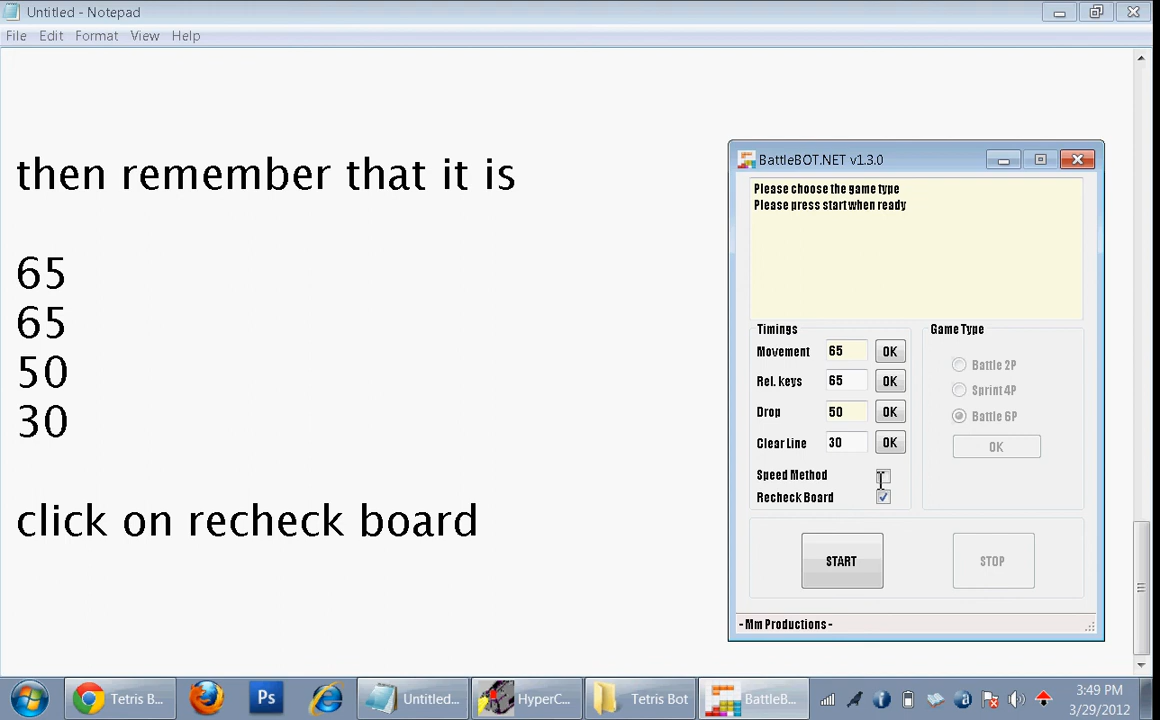 Untitled - Notepad
File Edit Format View Help
then remember that it is
65
65
50
30
click on recheck board
BattleBOT.NET v1.3.0
Please choose the game type
Please press start when ready
Timings
Movement 65 OK
Rel. keys 65 OK
Drop 50 OK
Clear Line 30 OK
Speed Method
Recheck Board
Game Type
Battle 2P
Sprint 4P
Battle 6P
OK
START STOP
- Mm Productions -
Tetris B... Ps Untitled... HyperC... Tetris Bot BattleB...
3:49 PM
3/29/2012